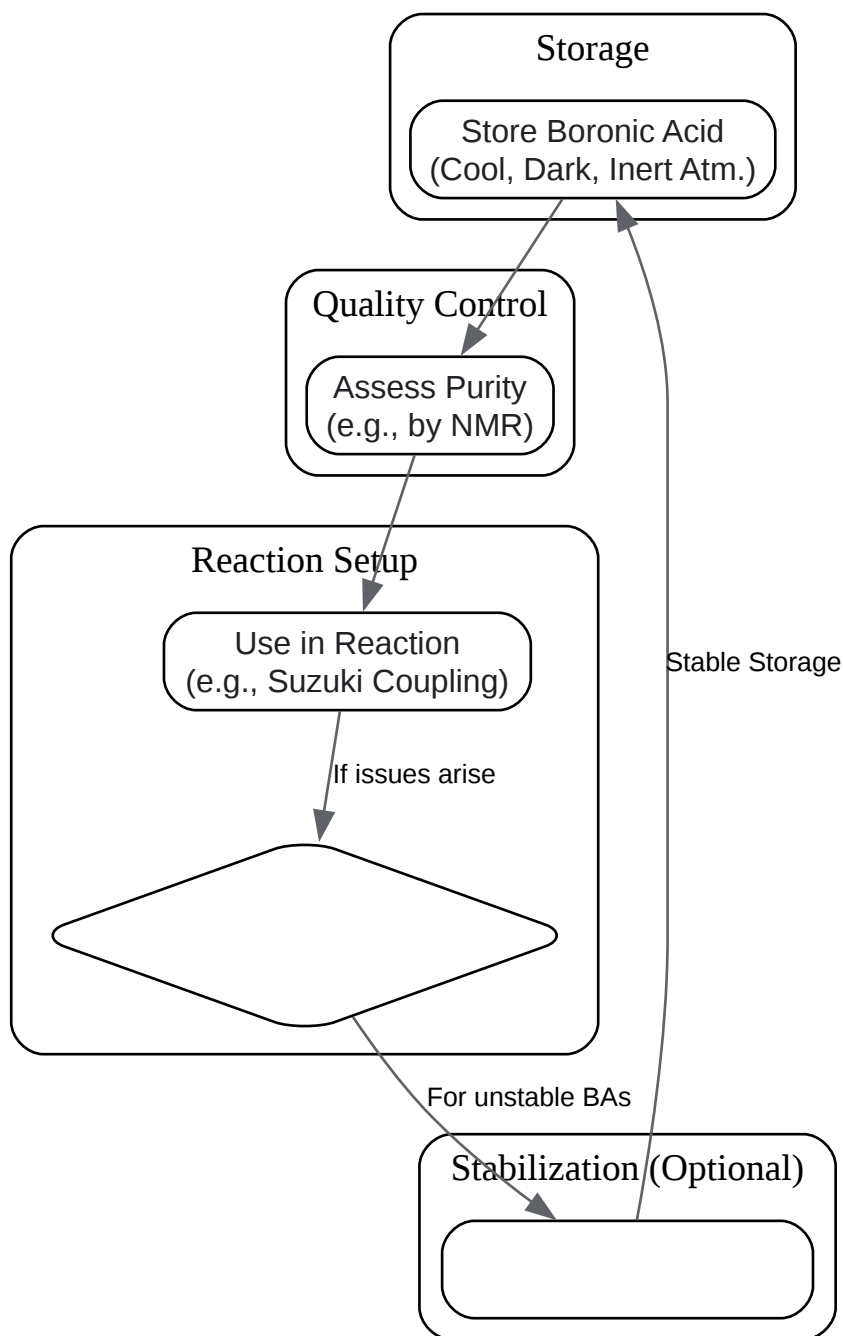 Storage
Store Boronic Acid
(Cool, Dark, Inert Atm.)
Quality Control
Assess Purity
(e.g., by NMR)
Reaction Setup
Use in Reaction
(e.g., Suzuki Coupling)
Stable Storage
If issues arise
For unstable BAs
Stabilization (Optional)